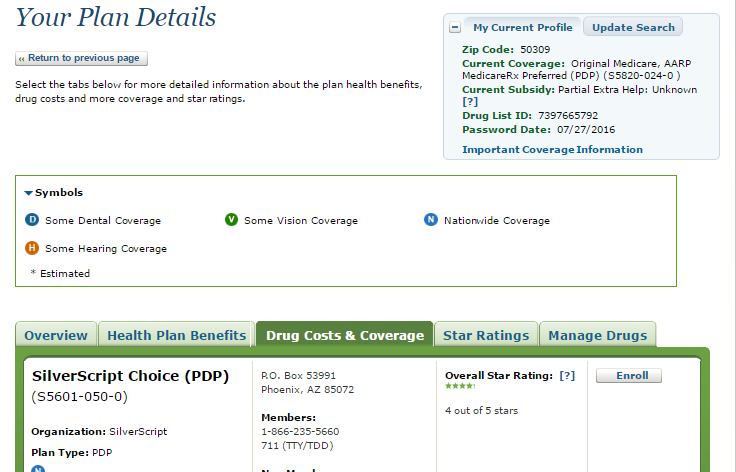 Your Plan Details
‹‹ Return to previous page
Select the tabs below for more detailed information about the plan health benefits,
drug costs and more coverage and star ratings.
My Current Profile
Update Search
Zip Code: 50309
Current Coverage: Original Medicare, AARP
MedicareRx Preferred (PDP) (S5820-024-0 )
Current Subsidy: Partial Extra Help: Unknown
[?]
Drug List ID: 7397665792
Password Date: 07/27/2016
Important Coverage Information
Symbols
D Some Dental Coverage
V Some Vision Coverage
N Nationwide Coverage
H Some Hearing Coverage
* Estimated
Overview
Health Plan Benefits
Drug Costs & Coverage
Star Ratings
Manage Drugs
SilverScript Choice (PDP)
(S5601-050-0)
Organization: SilverScript
Plan Type: PDP
N
P.O. Box 53991
Phoenix, AZ 85072
Members:
1-866-235-5660
711 (TTY/TDD)
Overall Star Rating: [?]
4 out of 5 stars
Enroll